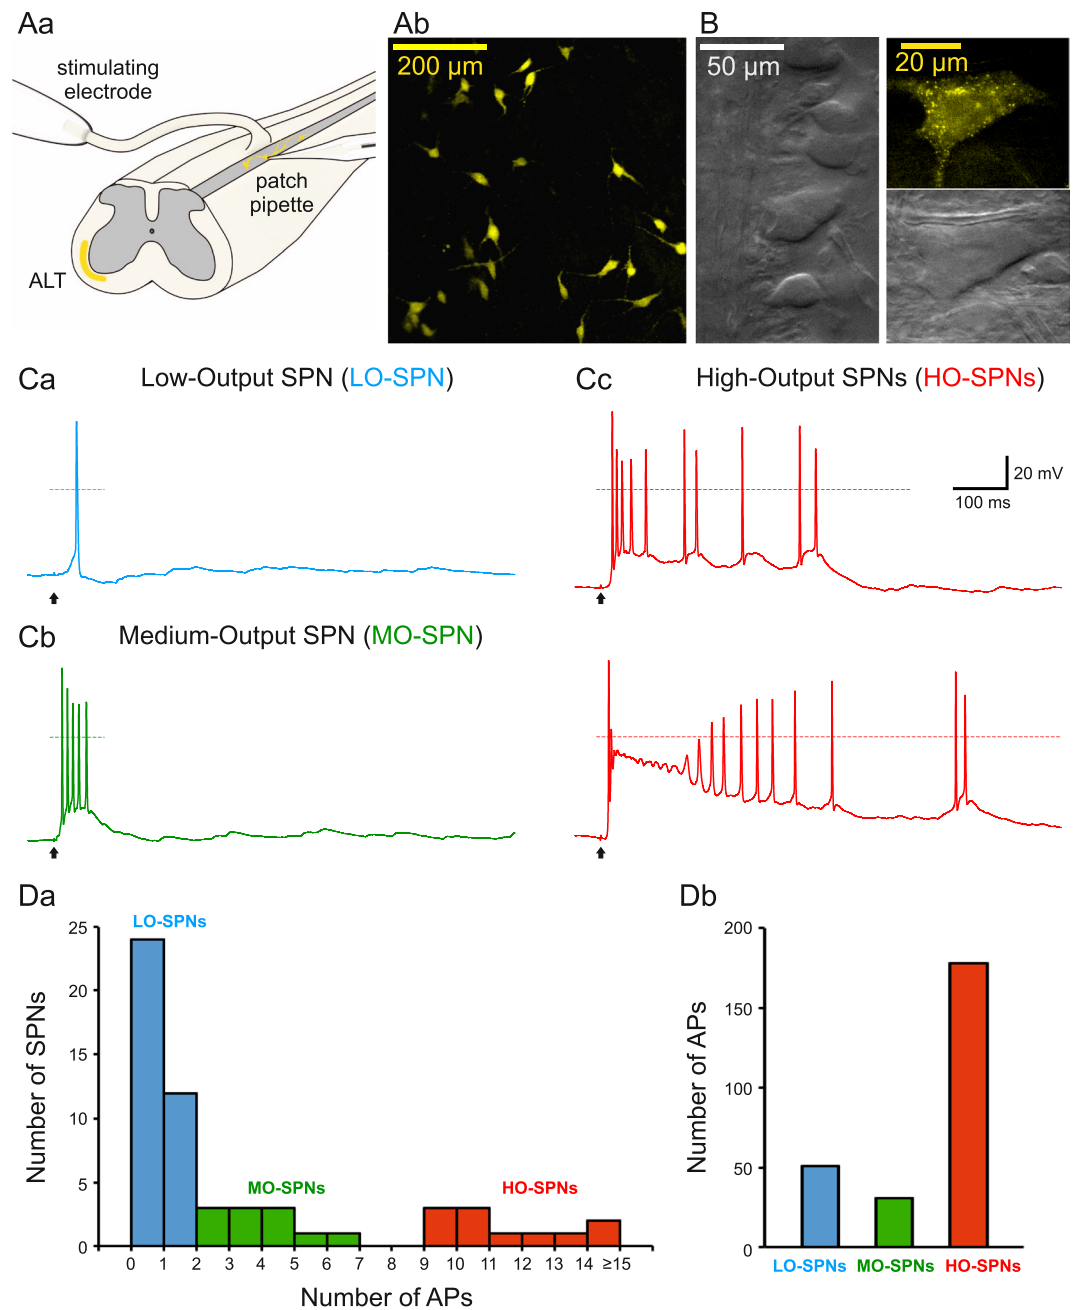 Aa
stimulating
electrode
patch
pipette
ALT
Ab
200 µm
B
50 µm
20 µm
Ca
Low-Output SPN (LO-SPN)
Cc
High-Output SPNs (HO-SPNs)
20 mV
100 ms
Cb
Medium-Output SPN (MO-SPN)
Da
LO-SPNs
MO-SPNs
HO-SPNs
Number of SPNs
25
20
15
10
5
0
0 1 2 3 4 5 6 7 8 9 10 11 12 13 14 ≥15
Number of APs
Db
Number of APs
200
150
100
50
0
LO-SPNs MO-SPNs HO-SPNs